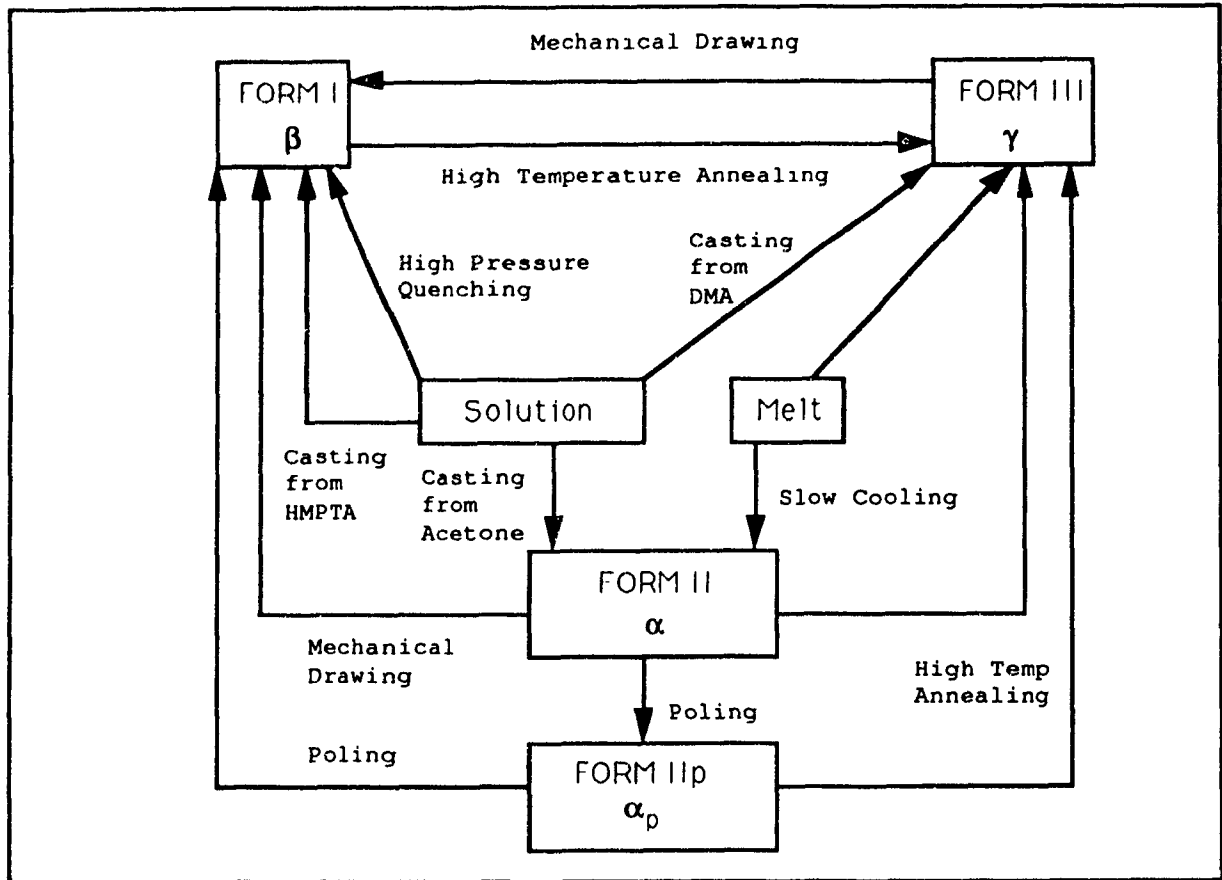 Mechanical Drawing
FORM I
β
FORM III
γ
High Temperature Annealing
High Pressure
Quenching
Casting
from
DMA
Solution
Melt
Casting
from
HMPTA
Casting
from
Acetone
Slow Cooling
FORM II
α
Mechanical
Drawing
High Temp
Annealing
Poling
Poling
FORM IIp
αp